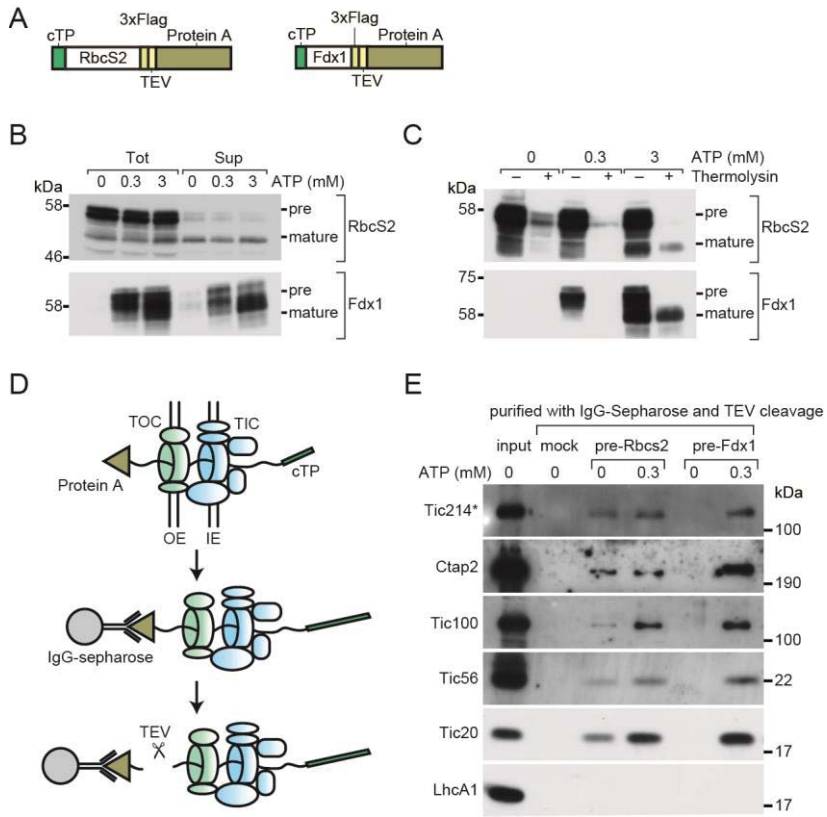 A
3xFlag
cTP Protein A
RbcS2
TEV
3xFlag
cTP Protein A
Fdx1
TEV
B
Tot Sup
kDa 0 0.3 3 0 0.3 3 ATP (mM)
58 pre
mature RbcS2
46
pre
58 mature Fdx1
C
0 0.3 3 ATP (mM)
kDa – + – + – + Thermolysin
58 pre
RbcS2
mature
75
pre
58 mature Fdx1
D
TOC TIC
Protein A cTP
OE IE
IgG-sepharose
TEV
E
purified with IgG-Sepharose and TEV cleavage
input mock pre-Rbcs2 pre-Fdx1
ATP (mM) 0 0 0 0.3 0 0.3
kDa
Tic214*
100
Ctap2
190
Tic100
100
Tic56
22
Tic20
17
LhcA1
17